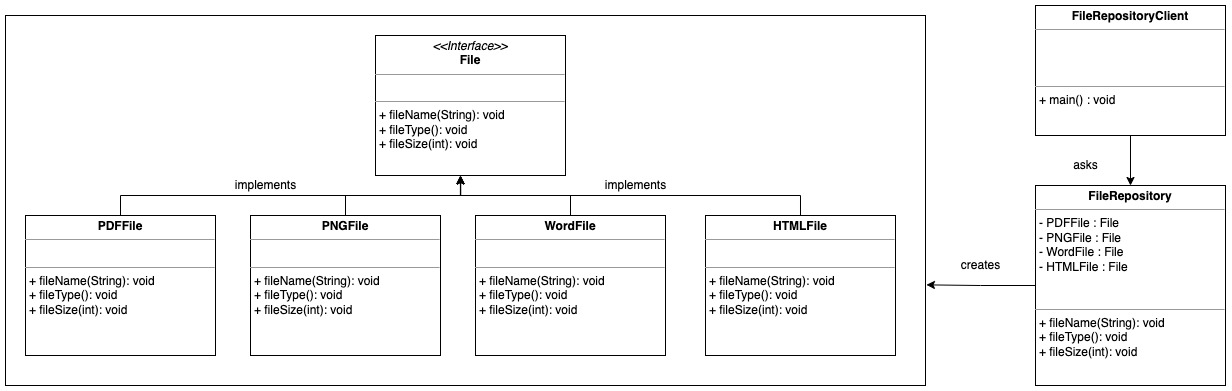 <<Interface>>
File
+ fileName(String): void
+ fileType(): void
+ fileSize(int): void
implements
implements
PDFFile
+ fileName(String): void
+ fileType(): void
+ fileSize(int): void
PNGFile
+ fileName(String): void
+ fileType(): void
+ fileSize(int): void
WordFile
+ fileName(String): void
+ fileType(): void
+ fileSize(int): void
HTMLFile
+ fileName(String): void
+ fileType(): void
+ fileSize(int): void
FileRepositoryClient
+ main() : void
asks
FileRepository
- PDFFile : File
- PNGFile : File
- WordFile : File
- HTMLFile : File
+ fileName(String): void
+ fileType(): void
+ fileSize(int): void
creates